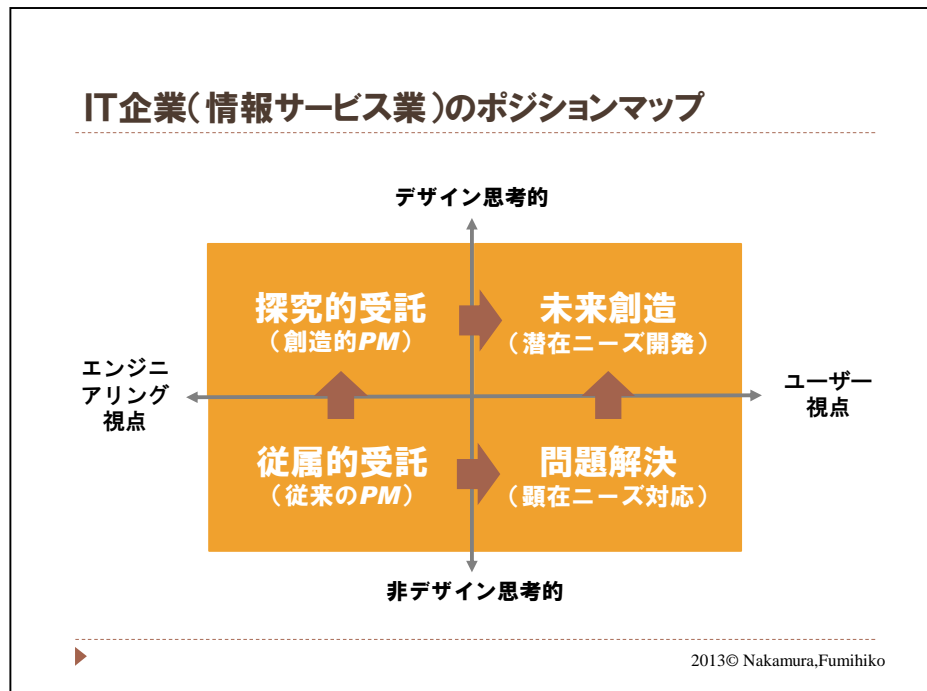 IT企業(情報サービス業)のポジションマップ
デザイン思考的
探究的受託
(創造的PM)
未来創造
(潜在ニーズ開発)
エンジニ
アリング
視点
ユーザー
視点
従属的受託
(従来のPM)
問題解決
(顕在ニーズ対応)
非デザイン思考的
2013© Nakamura,Fumihiko